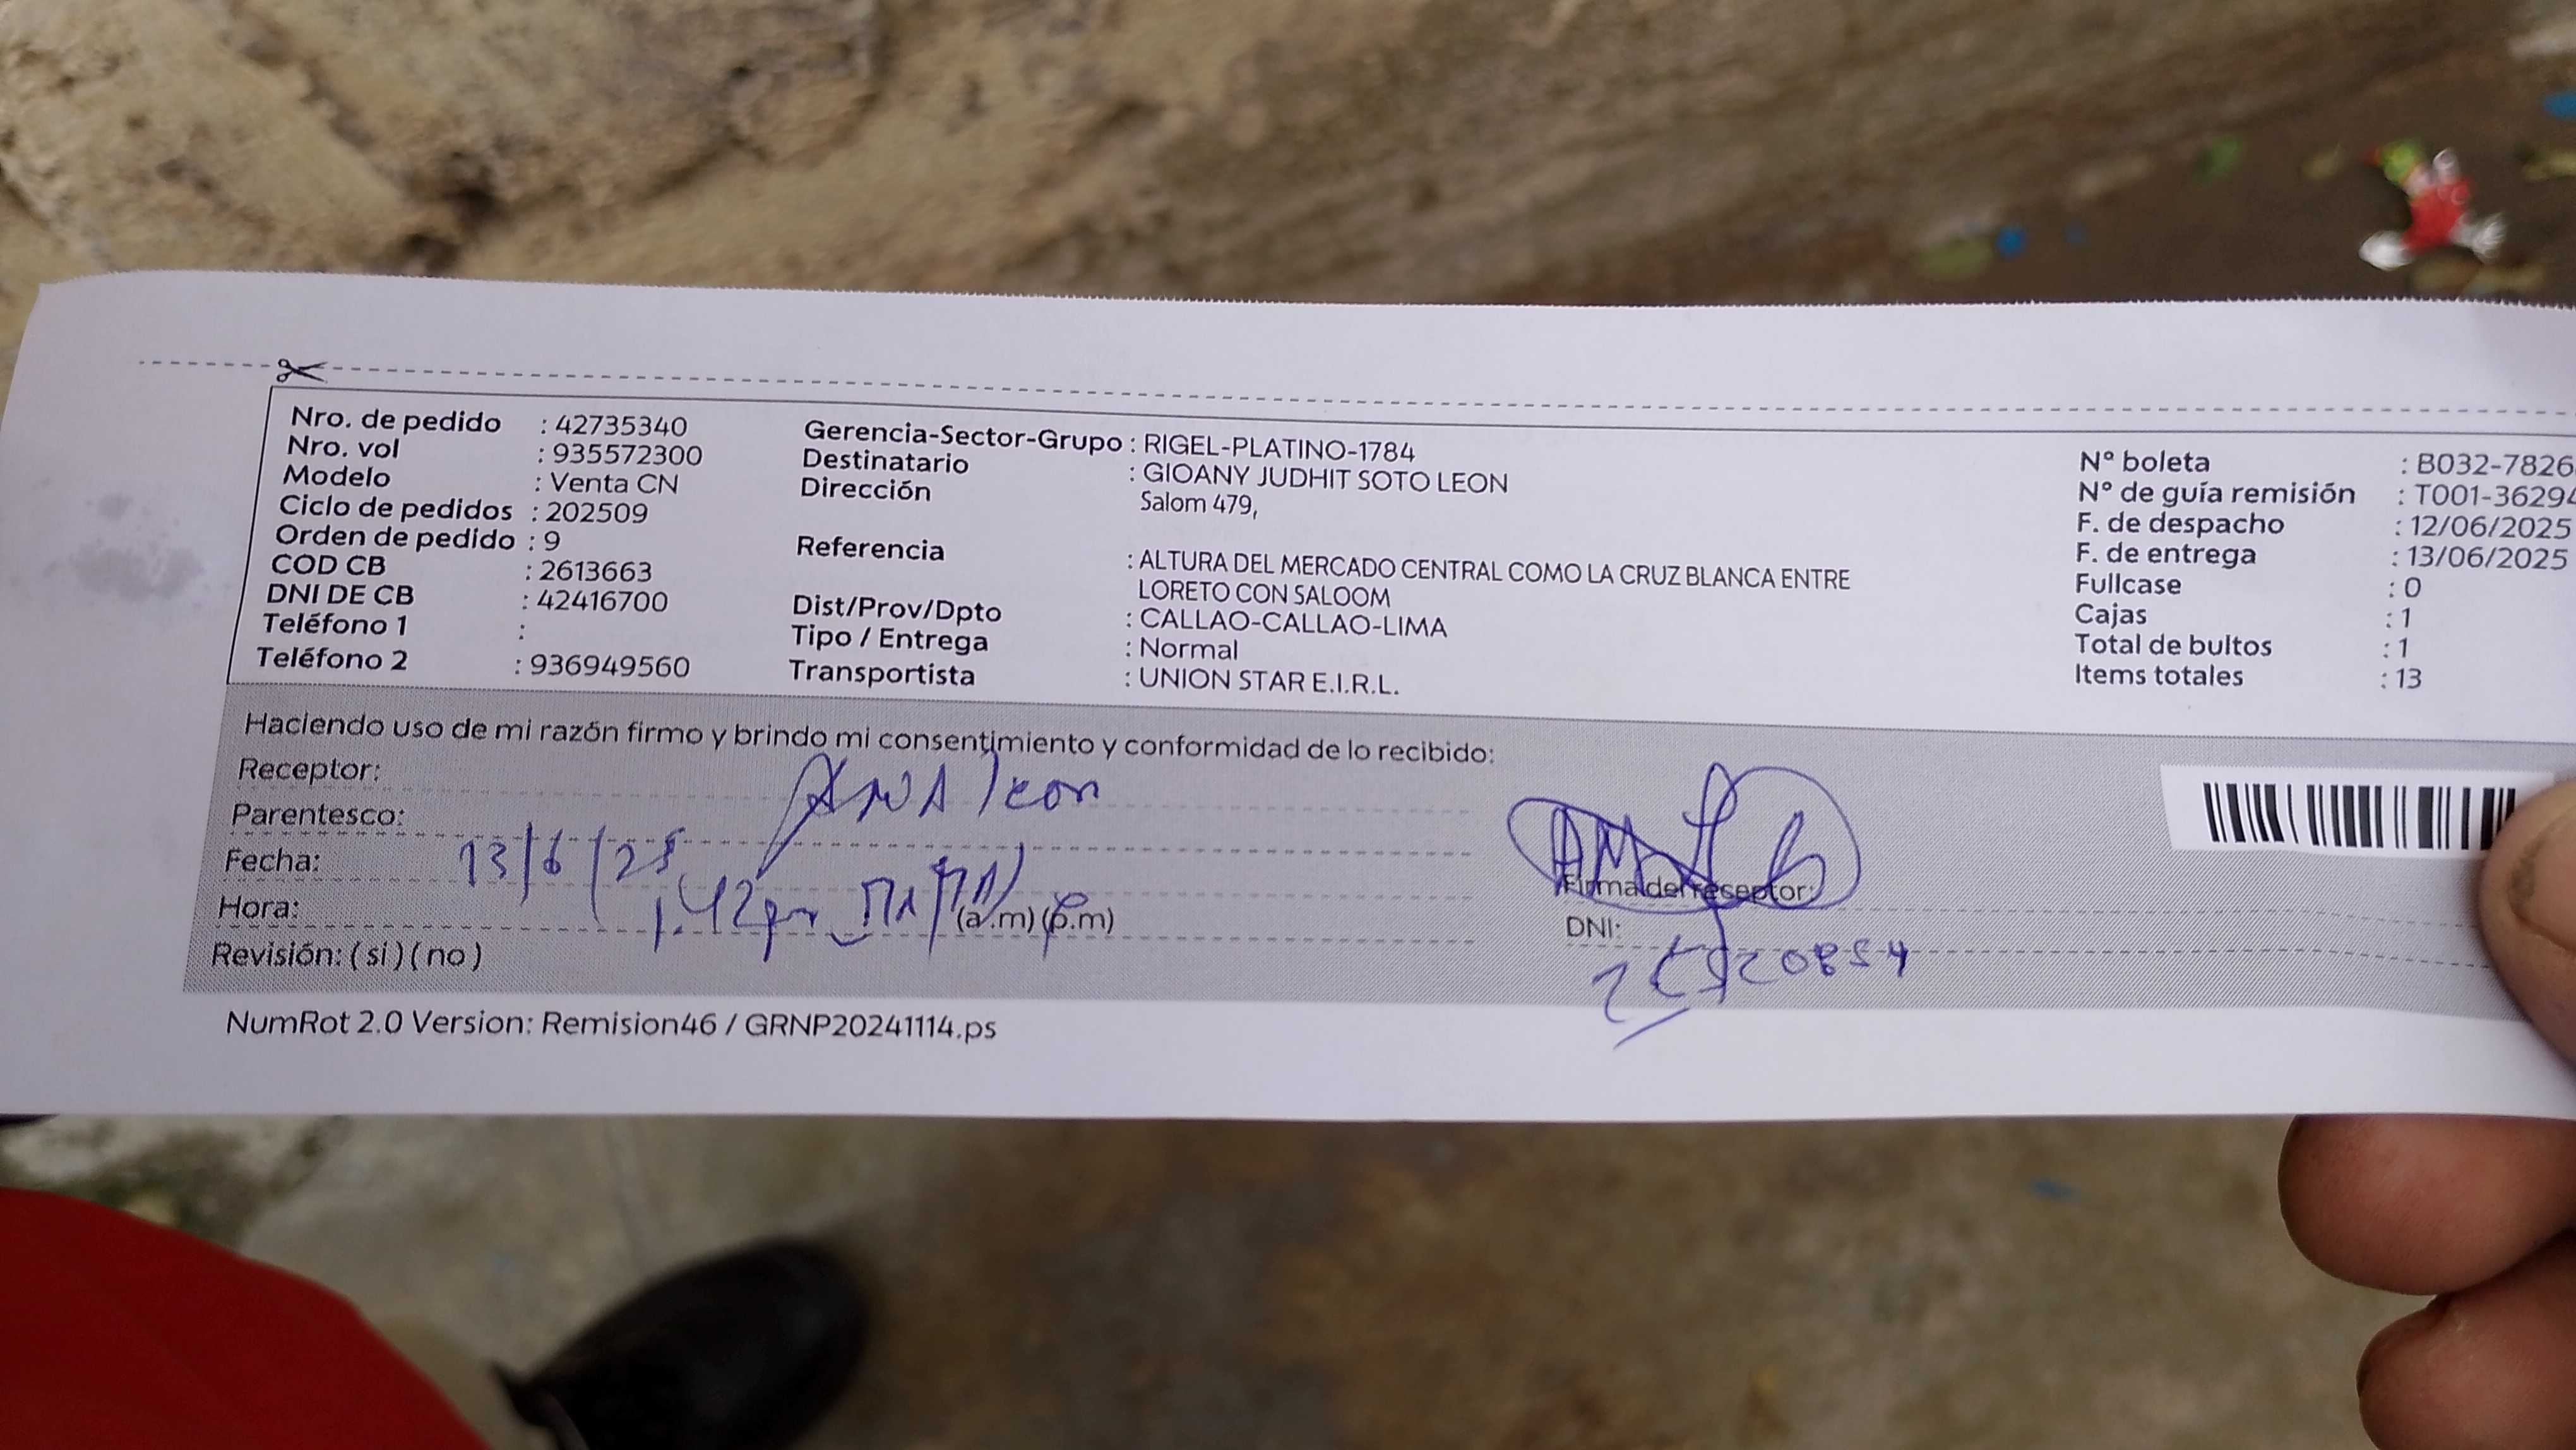 Nro. de pedido : 42735340
Nro. vol : 935572300
Modelo : Venta CN
Ciclo de pedidos : 202509
Orden de pedido : 9
COD CB : 2613663
DNI DE CB : 42416700
Teléfono 1 :
Teléfono 2 : 936949560
Gerencia-Sector-Grupo : RIGEL-PLATINO-1784
Destinatario : GIOANY JUDHIT SOTO LEON
Dirección Salom 479,
Referencia : ALTURA DEL MERCADO CENTRAL COMO LA CRUZ BLANCA ENTRE
LORETO CON SALOOM
Dist/Prov/Dpto : CALLAO-CALLAO-LIMA
Tipo / Entrega : Normal
Transportista : UNION STAR E.I.R.L.
Nº boleta : B032-7826
Nº de guía remisión : T001-36294
F. de despacho : 12/06/2025
F. de entrega : 13/06/2025
Fullcase : 0
Cajas : 1
Total de bultos : 1
Items totales : 13
Haciendo uso de mi razón firmo y brindo mi consentimiento y conformidad de lo recibido:
Receptor: ANA leon
Parentesco:
Fecha: 13/6/25
Hora: 1.42pm (a.m) (p.m)
Revisión: ( si ) ( no )
Firma del receptor:
DNI:
NumRot 2.0 Version: Remision46 / GRNP20241114.ps